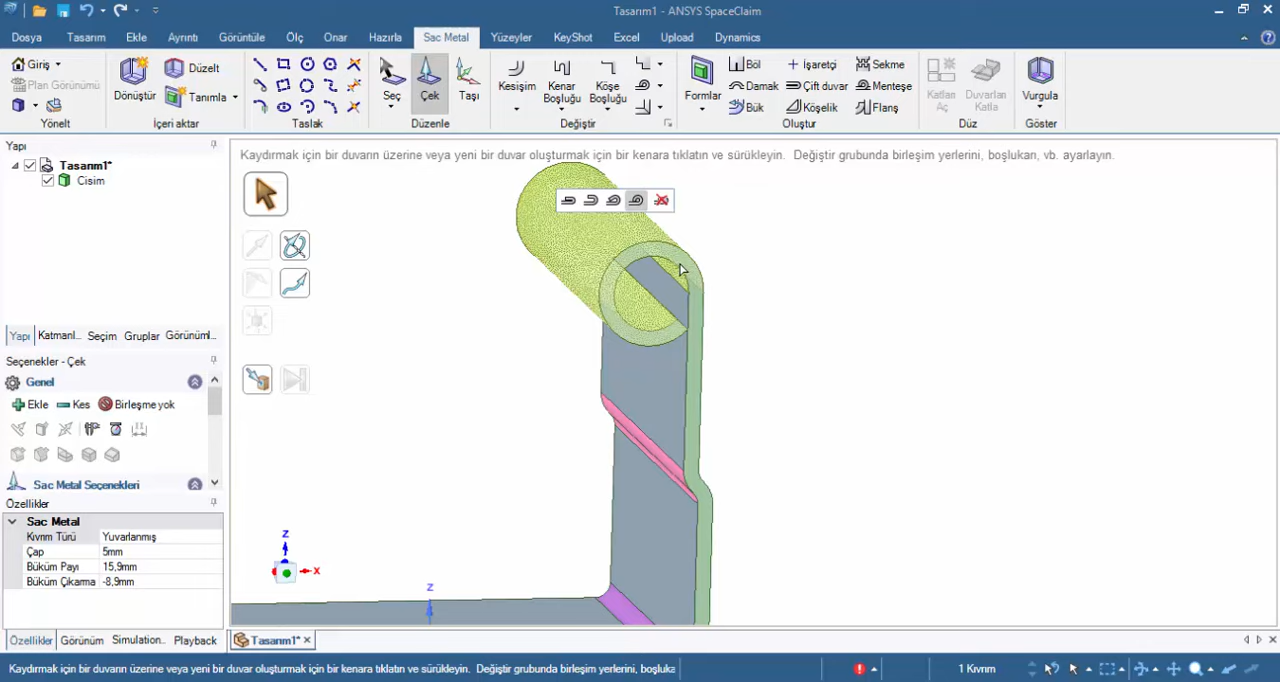 Tasarım1* - ANSYS SpaceClaim
Dosya Tasarım Ekle Ayrıntı Görüntüle Ölç Onar Hazırla Sac Metal Yüzeyler KeyShot Excel Upload Dynamics
Giriş
Plan Görünümü
Yönelt
Dönüştür
Düzelt
Tanımla
İçeri aktar
Taslak
Seç
Çek
Taşı
Düzenle
Kesişim
Kenar Boşluğu
Köşe Boşluğu
Değiştir
Formlar
Böl
Damak
Bük
İşaretçi
Çift duvar
Köşelik
Sekme
Menteşe
Flanş
Oluştur
Katları Aç
Duvarları Katla
Düz
Vurgula
Göster
Yapı
Tasarım1*
Cisim
Yapı Katmanl... Seçim Gruplar Görünüml...
Seçenekler - Çek
Genel
Ekle Kes Birleşme yok
Sac Metal Seçenekleri
Özellikler
Sac Metal
Kıvrım Türü Yuvarlanmış
Çap 5mm
Büküm Payı 15,9mm
Büküm Çıkarma -8,9mm
Özellikler Görünüm Simulation... Playback
Kaydırmak için bir duvarın üzerine veya yeni bir duvar oluşturmak için bir kenara tıklatın ve sürükleyin. Değiştir grubunda birleşim yerlerini, boşlukları, vb. ayarlayın.
Z
X
Z
Tasarım1*
Kaydırmak için bir duvarın üzerine veya yeni bir duvar oluşturmak için bir kenara tıklatın ve sürükleyin. Değiştir grubunda birleşim yerlerini, boşluka
1 Kıvrım